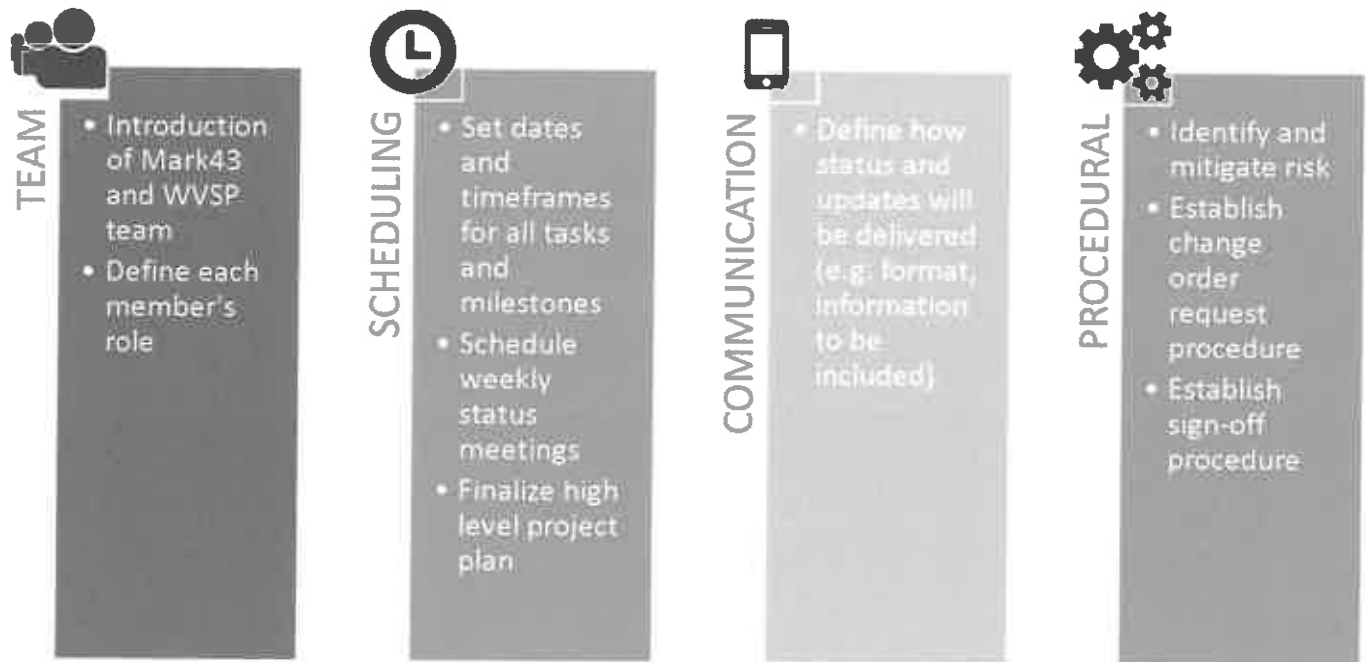 TEAM
• Introduction
of Mark43
and WVSP
team
• Define each
member's
role
SCHEDULING
• Set dates
and
timeframes
for all tasks
and
milestones
• Schedule
weekly
status
meetings
• Finalize high
level project
plan
COMMUNICATION
• Define how
status and
updates will
be delivered
(e.g. format,
information
to be
included)
PROCEDURAL
• Identify and
mitigate risk
• Establish
change
order
request
procedure
• Establish
sign-off
procedure